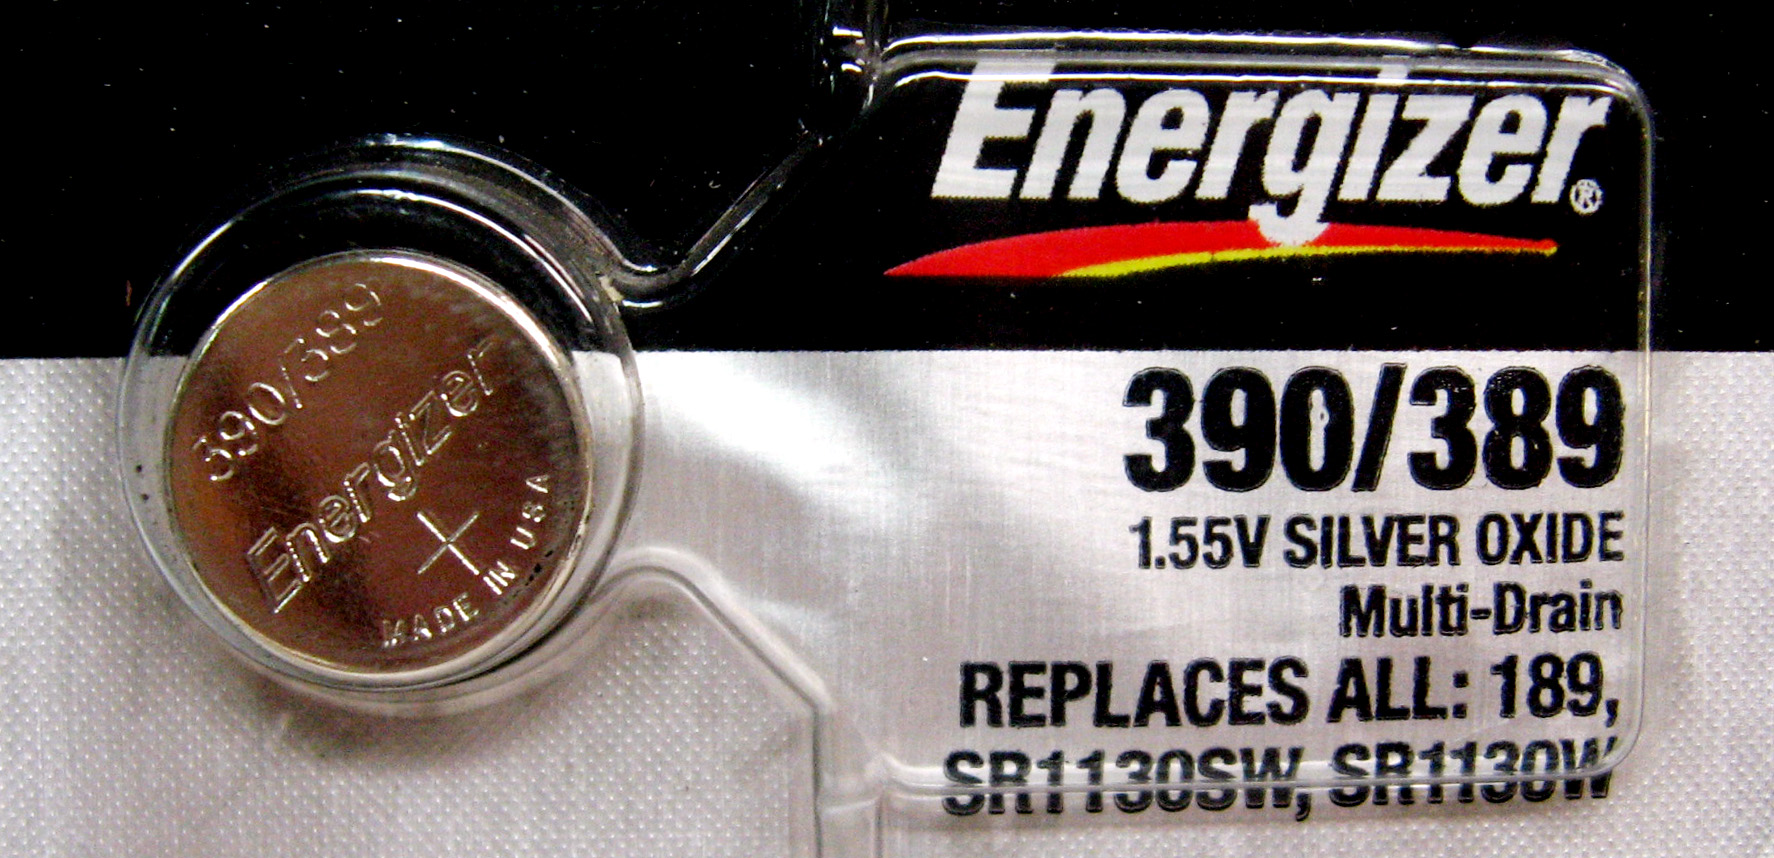 390/389
Energizer
+
MADE IN USA
Energizer®
390/389
1.55V SILVER OXIDE
Multi-Drain
REPLACES ALL: 189,
SR1130SW, SR1130W